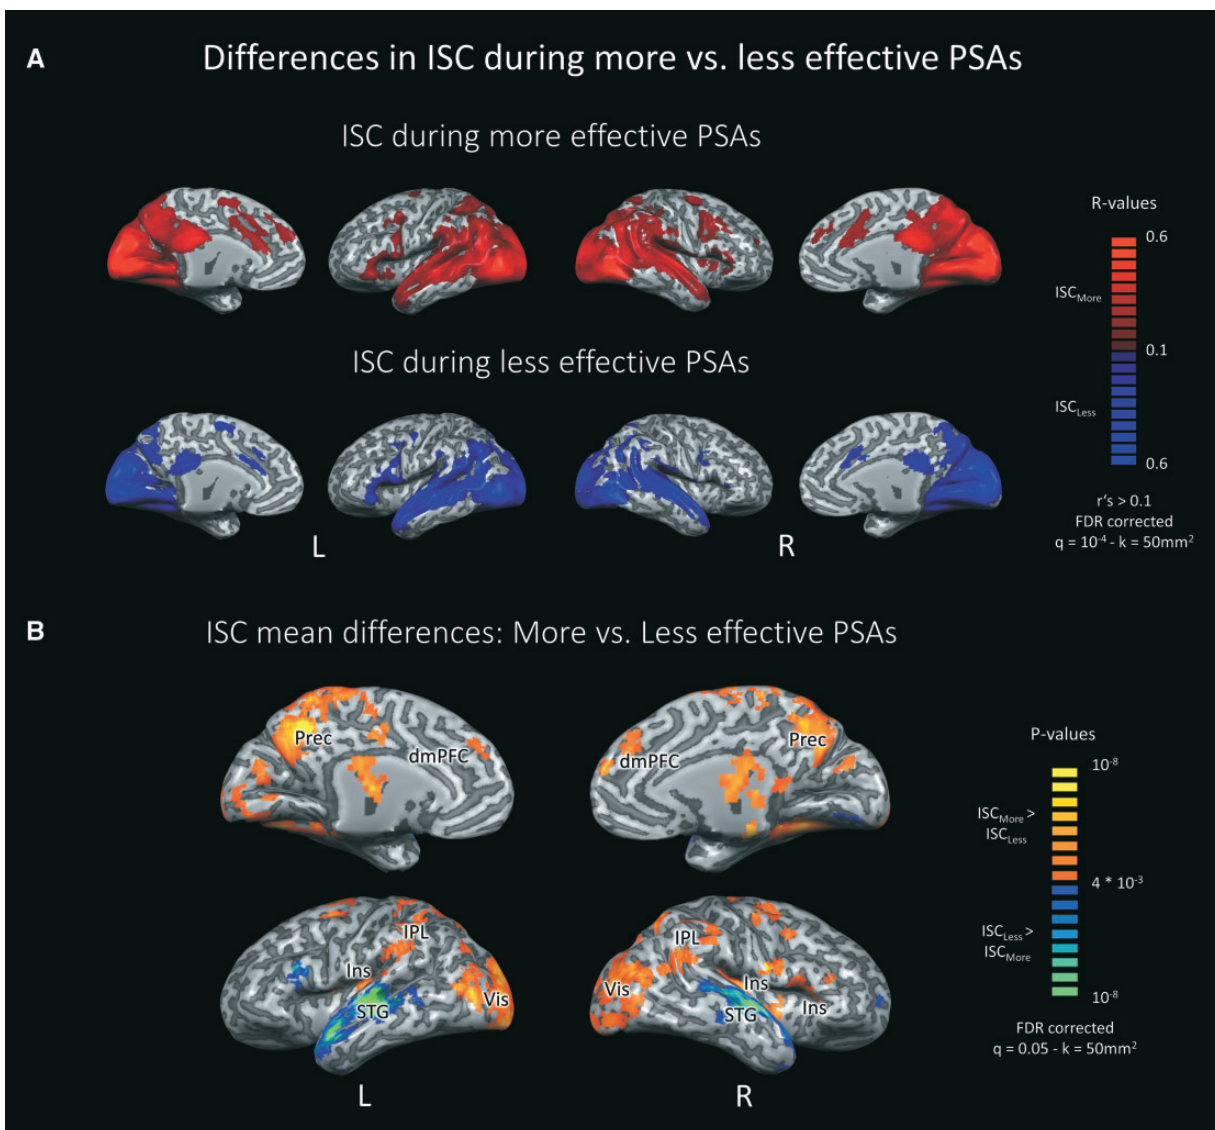 A
Differences in ISC during more vs. less effective PSAs
ISC during more effective PSAs
R-values
0.6
ISCMore
0.1
ISCLess
0.6
r's > 0.1
FDR corrected
q = 10-4 - k = 50mm2
ISC during less effective PSAs
L
R
B
ISC mean differences: More vs. Less effective PSAs
Prec
dmPFC
dmPFC
Prec
P-values
10-8
ISCMore >
ISCLess
4 * 10-3
ISCLess >
ISCMore
10-8
FDR corrected
q = 0.05 - k = 50mm2
IPL
Ins
STG
Vis
IPL
Vis
Ins
STG
Ins
L
R